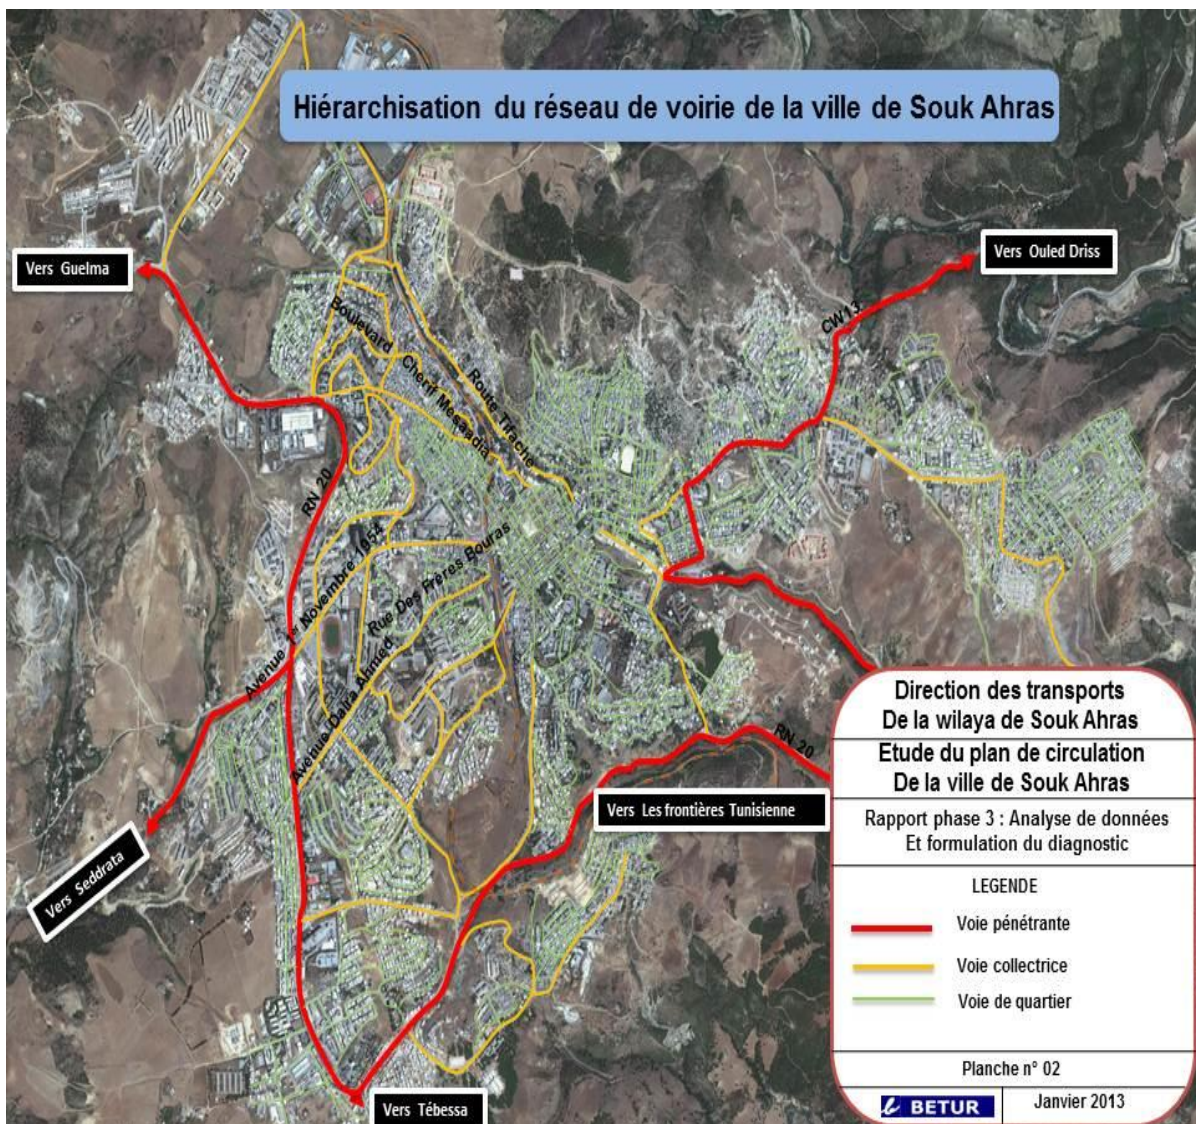 Hiérarchisation du réseau de voirie de la ville de Souk Ahras
Vers Guelma
Vers Ouled Driss
CW13
Boulevard Cherif Messadia
Route Tirache
RN 20
Avenue 1er Novembre 1954
Rue Des Frères Bouras
Avenue Daira Ahmed
RN 20
Vers Les frontières Tunisienne
Vers Seddrata
Vers Tébessa
Direction des transports
De la wilaya de Souk Ahras
Etude du plan de circulation
De la ville de Souk Ahras
Rapport phase 3 : Analyse de données
Et formulation du diagnostic
LEGENDE
Voie pénétrante
Voie collectrice
Voie de quartier
Planche n° 02
BETUR
Janvier 2013